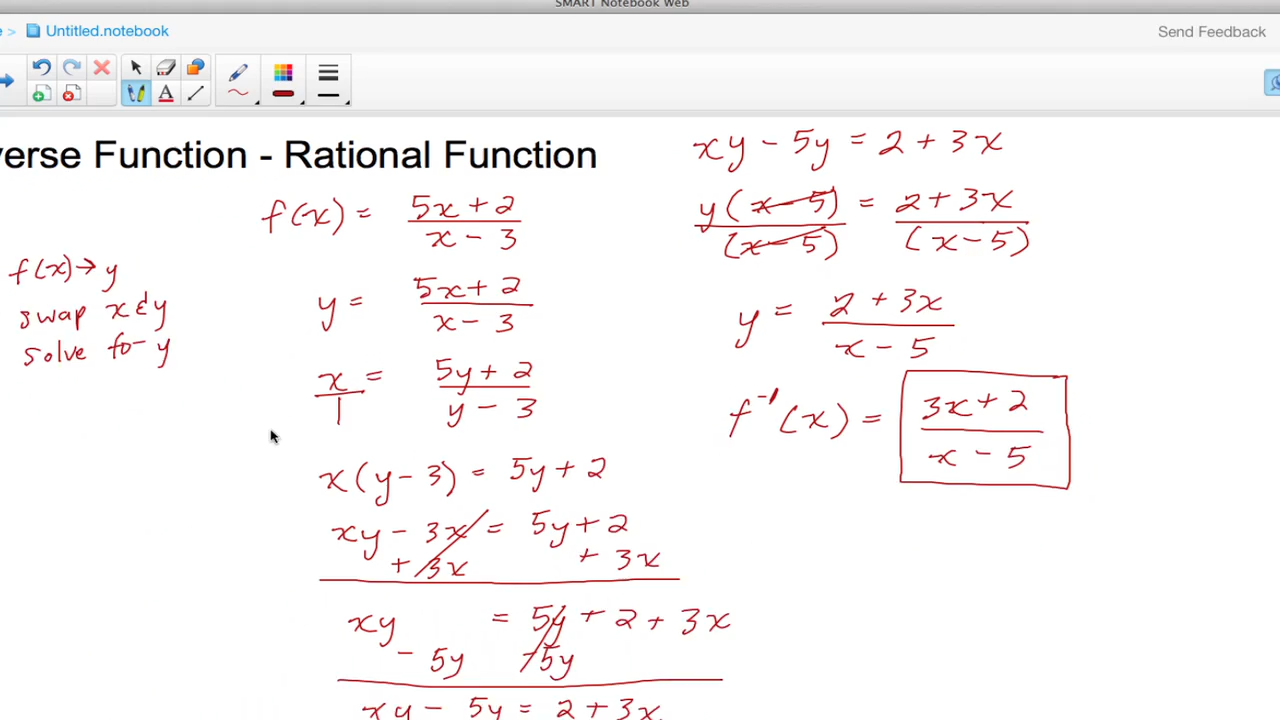 SMART Notebook Web
> Untitled.notebook
Send Feedback
verse Function - Rational Function
f(x) = 5x + 2 / x - 3
f(x) → y
swap x & y
solve for y
y = 5x + 2 / x - 3
x / 1 = 5y + 2 / y - 3
x(y - 3) = 5y + 2
xy - 3x = 5y + 2
+ 3x + 3x
xy = 5y + 2 + 3x
- 5y - 5y
xy - 5y = 2 + 3x
xy - 5y = 2 + 3x
y(x - 5) / (x - 5) = 2 + 3x / (x - 5)
y = 2 + 3x / x - 5
f⁻¹(x) = 3x + 2 / x - 5